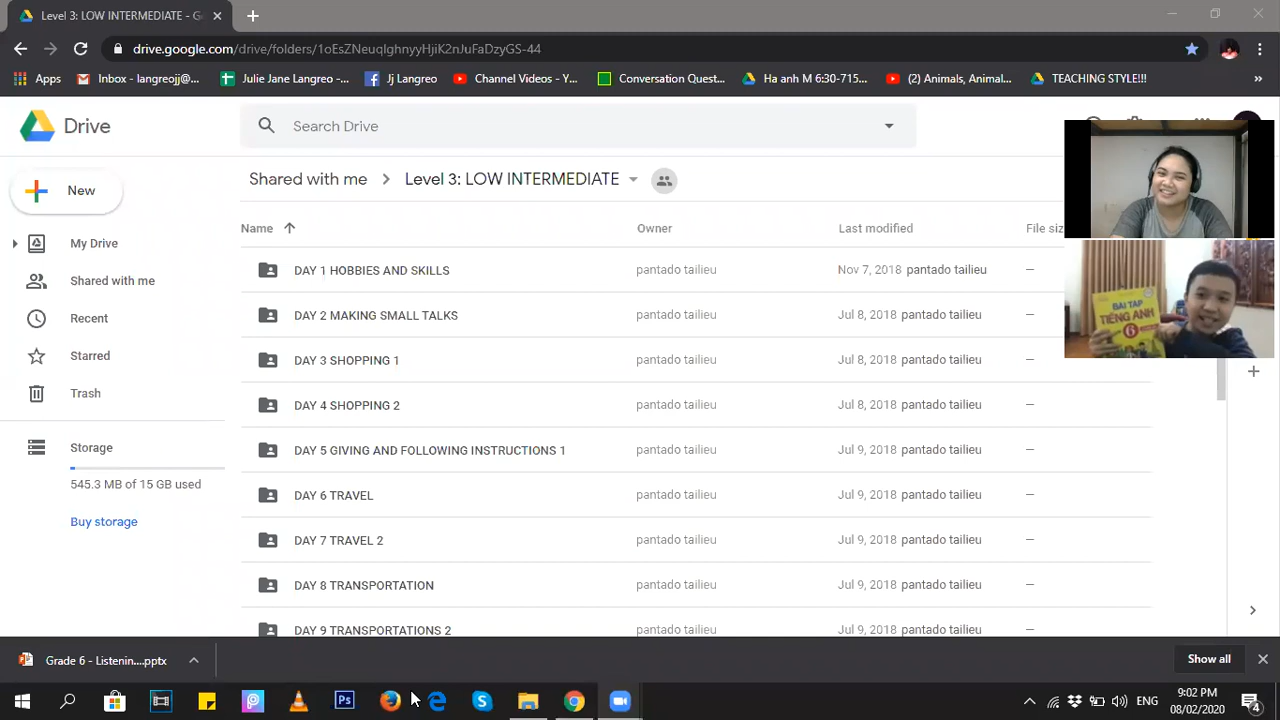 Level 3: LOW INTERMEDIATE - G
drive.google.com/drive/folders/1oEsZNeuqIghnyyHjiK2nJuFaDzyGS-44
Apps
Inbox - langreojj@...
Julie Jane Langreo -...
Jj Langreo
Channel Videos - Y...
Conversation Quest...
Ha anh M 6:30-715...
(2) Animals, Animal...
TEACHING STYLE!!!
»
Drive
Search Drive
New
Shared with me > Level 3: LOW INTERMEDIATE
My Drive
Shared with me
Recent
Starred
Trash
Storage
545.3 MB of 15 GB used
Buy storage
Name Owner Last modified File siz
DAY 1 HOBBIES AND SKILLS pantado tailieu Nov 7, 2018 pantado tailieu —
DAY 2 MAKING SMALL TALKS pantado tailieu Jul 8, 2018 pantado tailieu —
DAY 3 SHOPPING 1 pantado tailieu Jul 8, 2018 pantado tailieu —
DAY 4 SHOPPING 2 pantado tailieu Jul 8, 2018 pantado tailieu —
DAY 5 GIVING AND FOLLOWING INSTRUCTIONS 1 pantado tailieu Jul 9, 2018 pantado tailieu —
DAY 6 TRAVEL pantado tailieu Jul 9, 2018 pantado tailieu —
DAY 7 TRAVEL 2 pantado tailieu Jul 9, 2018 pantado tailieu —
DAY 8 TRANSPORTATION pantado tailieu Jul 9, 2018 pantado tailieu —
DAY 9 TRANSPORTATIONS 2 pantado tailieu Jul 9, 2018 pantado tailieu —
BÀI TẬP
TIẾNG ANH
6
Grade 6 - Listenin....pptx
Show all
Ps
ENG
9:02 PM
08/02/2020
4